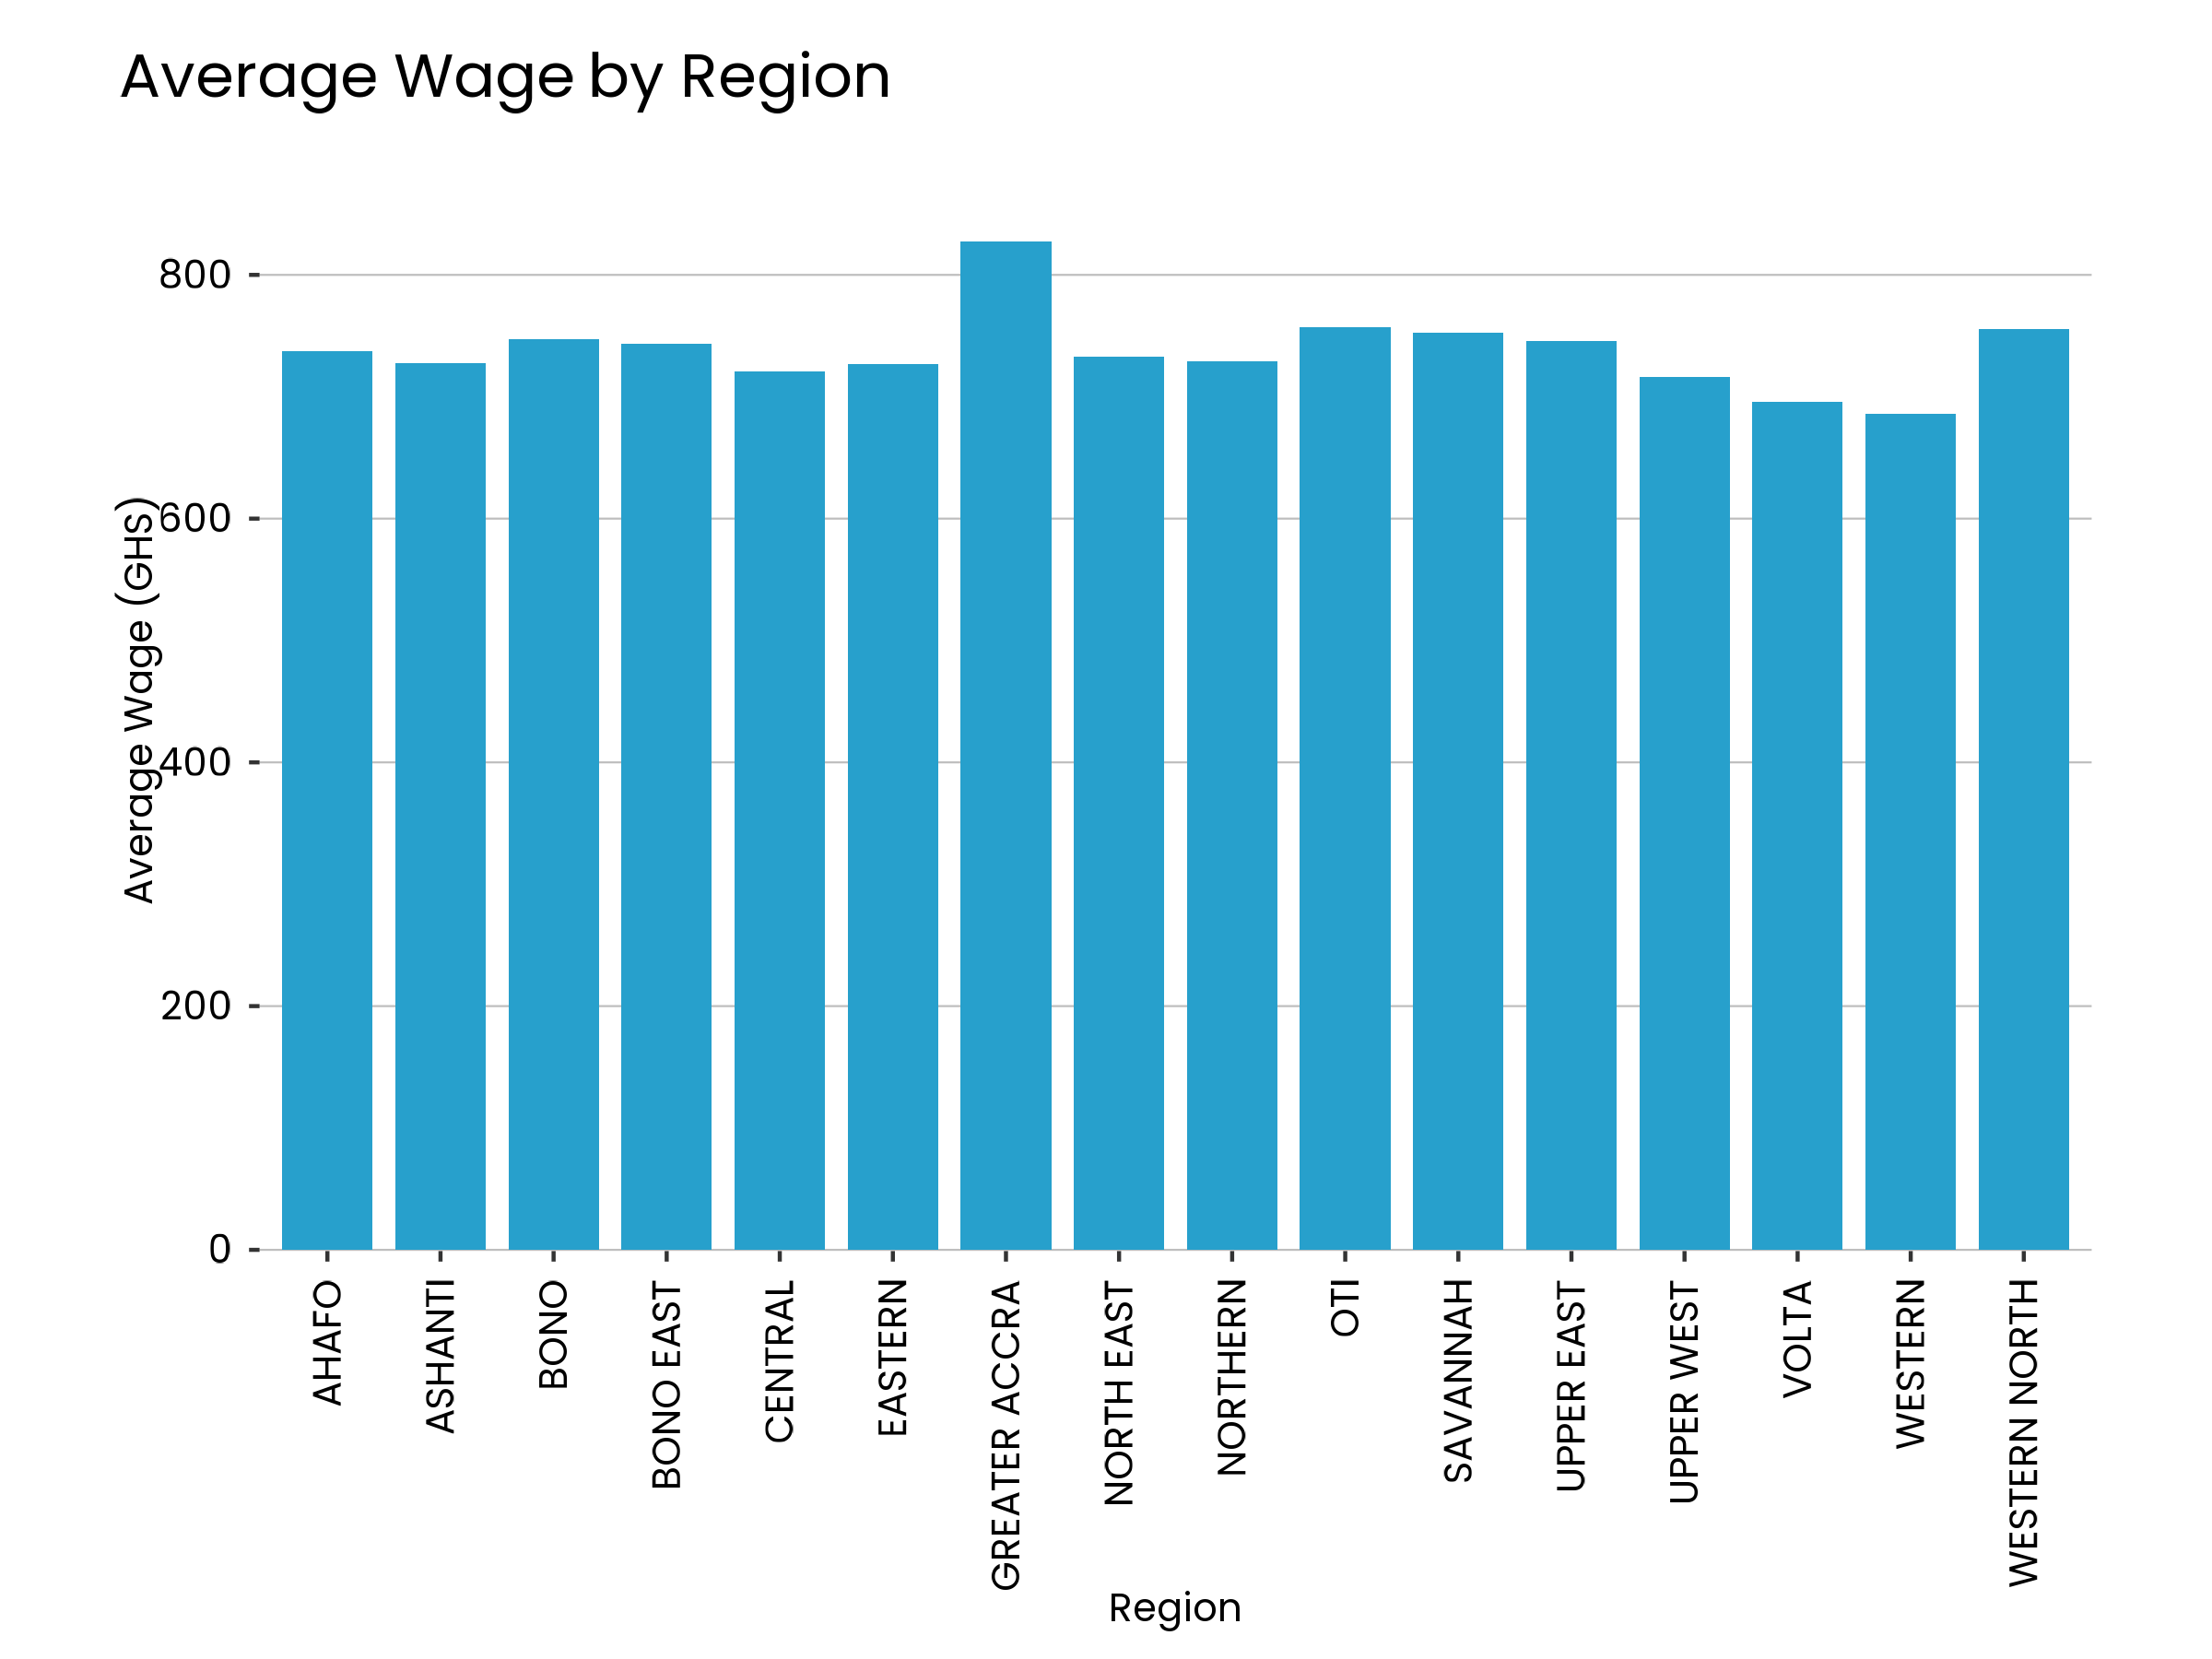 Average Wage by Region
Average Wage (GHS)
800
600
400
200
0
AHAFO
ASHANTI
BONO
BONO EAST
CENTRAL
EASTERN
GREATER ACCRA
NORTH EAST
NORTHERN
OTI
SAVANNAH
UPPER EAST
UPPER WEST
VOLTA
WESTERN
WESTERN NORTH
Region